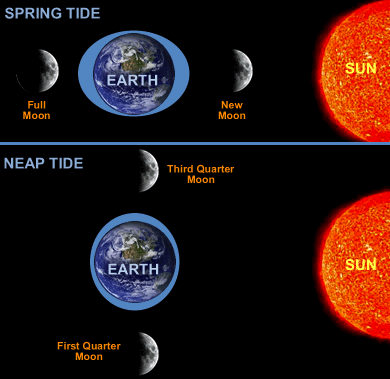 SPRING TIDE
EARTH
SUN
Full
Moon
New
Moon
NEAP TIDE
Third Quarter
Moon
EARTH
SUN
First Quarter
Moon